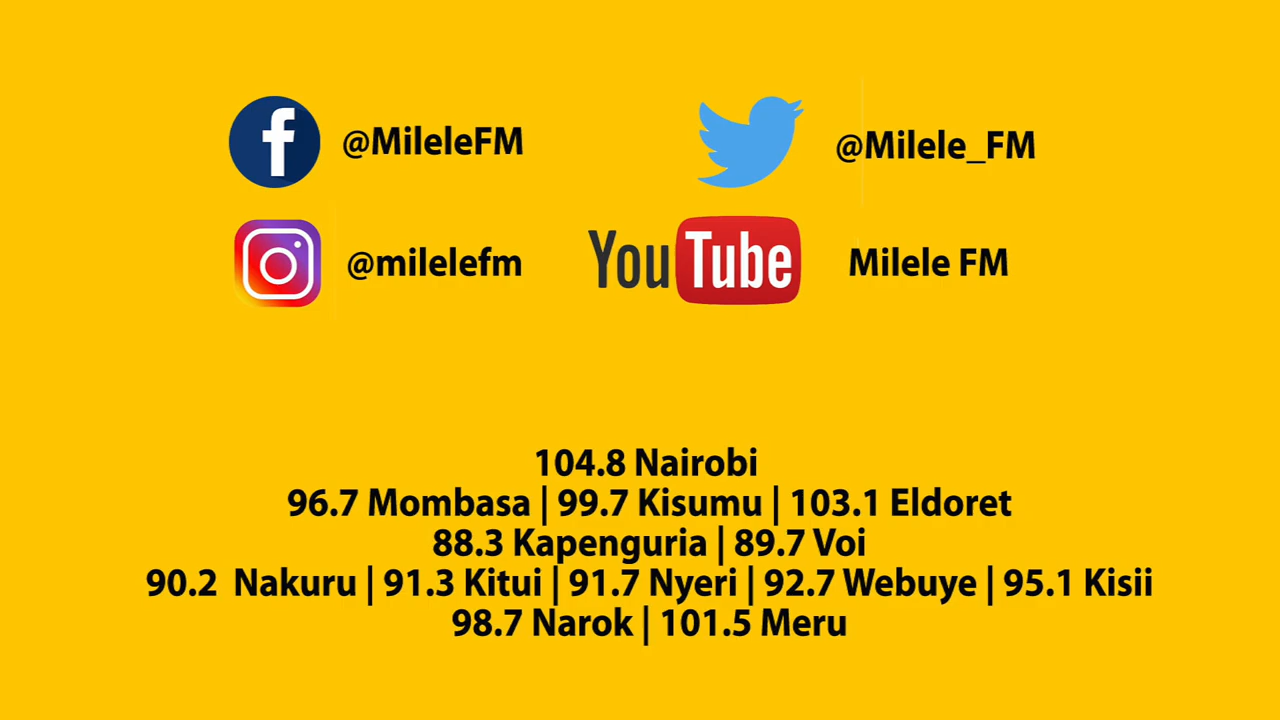 f @MileleFM
@Milele_FM
@milelefm
YouTube Milele FM
104.8 Nairobi
96.7 Mombasa | 99.7 Kisumu | 103.1 Eldoret
88.3 Kapenguria | 89.7 Voi
90.2 Nakuru | 91.3 Kitui | 91.7 Nyeri | 92.7 Webuye | 95.1 Kisii
98.7 Narok | 101.5 Meru